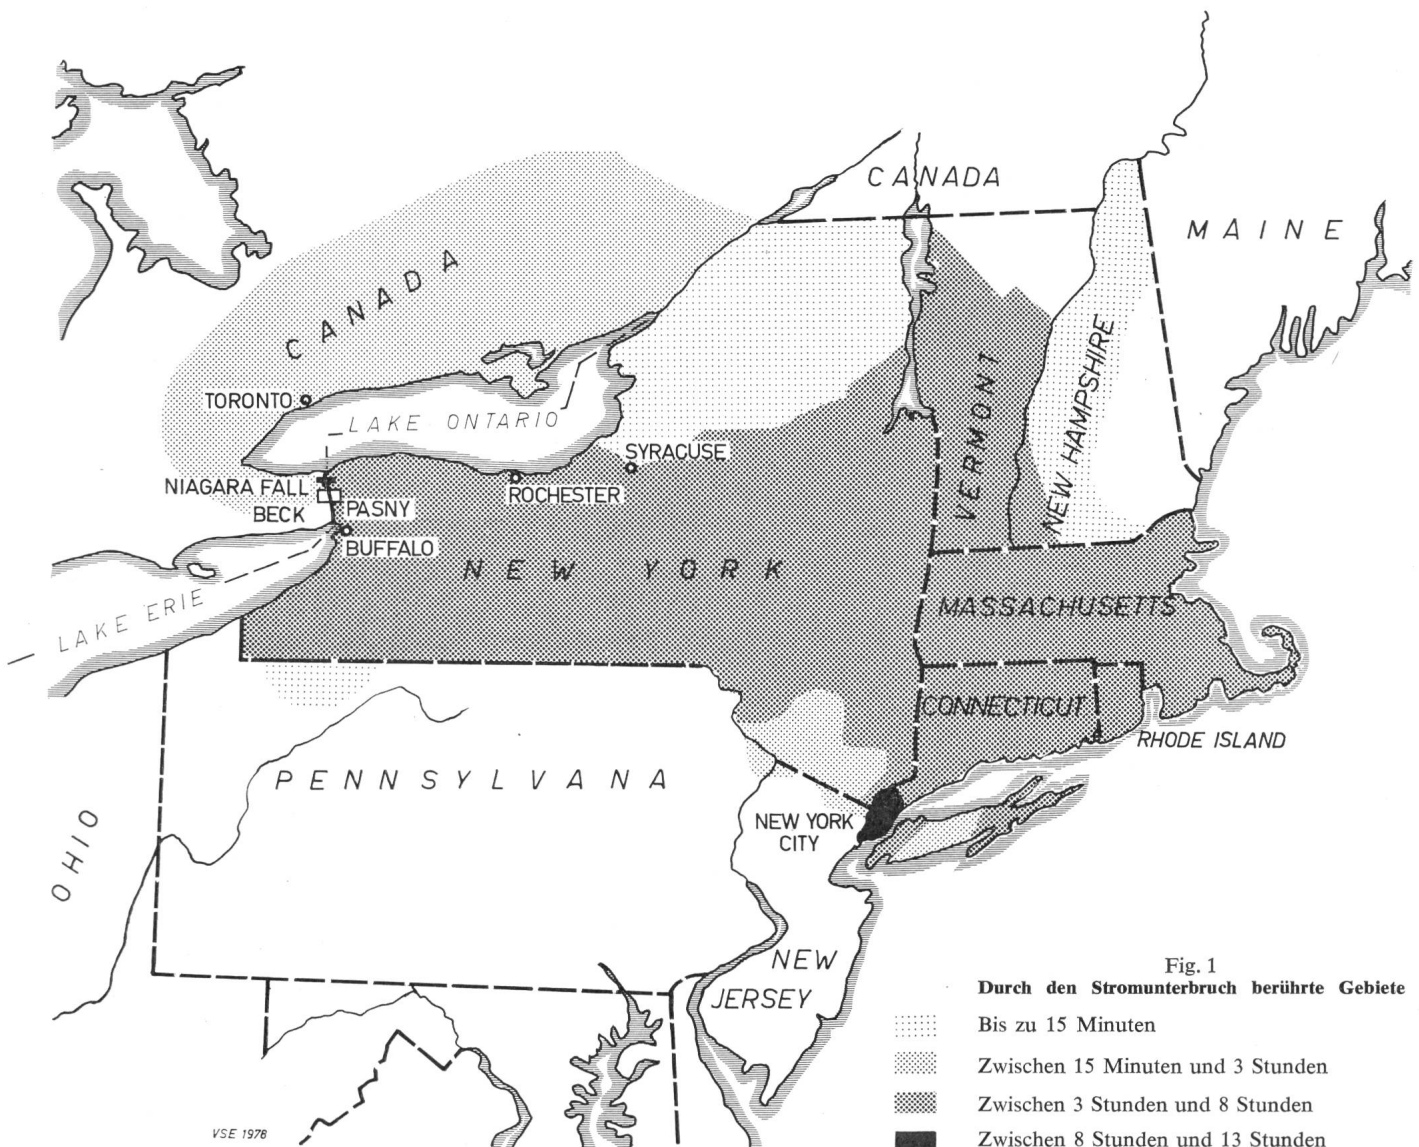 CANADA
MAINE
CANADA
TORONTO
LAKE ONTARIO
SYRACUSE
NIAGARA FALL
ROCHESTER
BECK
PASNY
BUFFALO
VERMONT
NEW HAMPSHIRE
NEW YORK
LAKE ERIE
MASSACHUSETTS
CONNECTICUT
RHODE ISLAND
PENNSYLVANA
NEW YORK
CITY
OHIO
NEW
JERSEY
Fig. 1
Durch den Stromunterbruch berührte Gebiete
Bis zu 15 Minuten
Zwischen 15 Minuten und 3 Stunden
Zwischen 3 Stunden und 8 Stunden
Zwischen 8 Stunden und 13 Stunden
VSE 1978